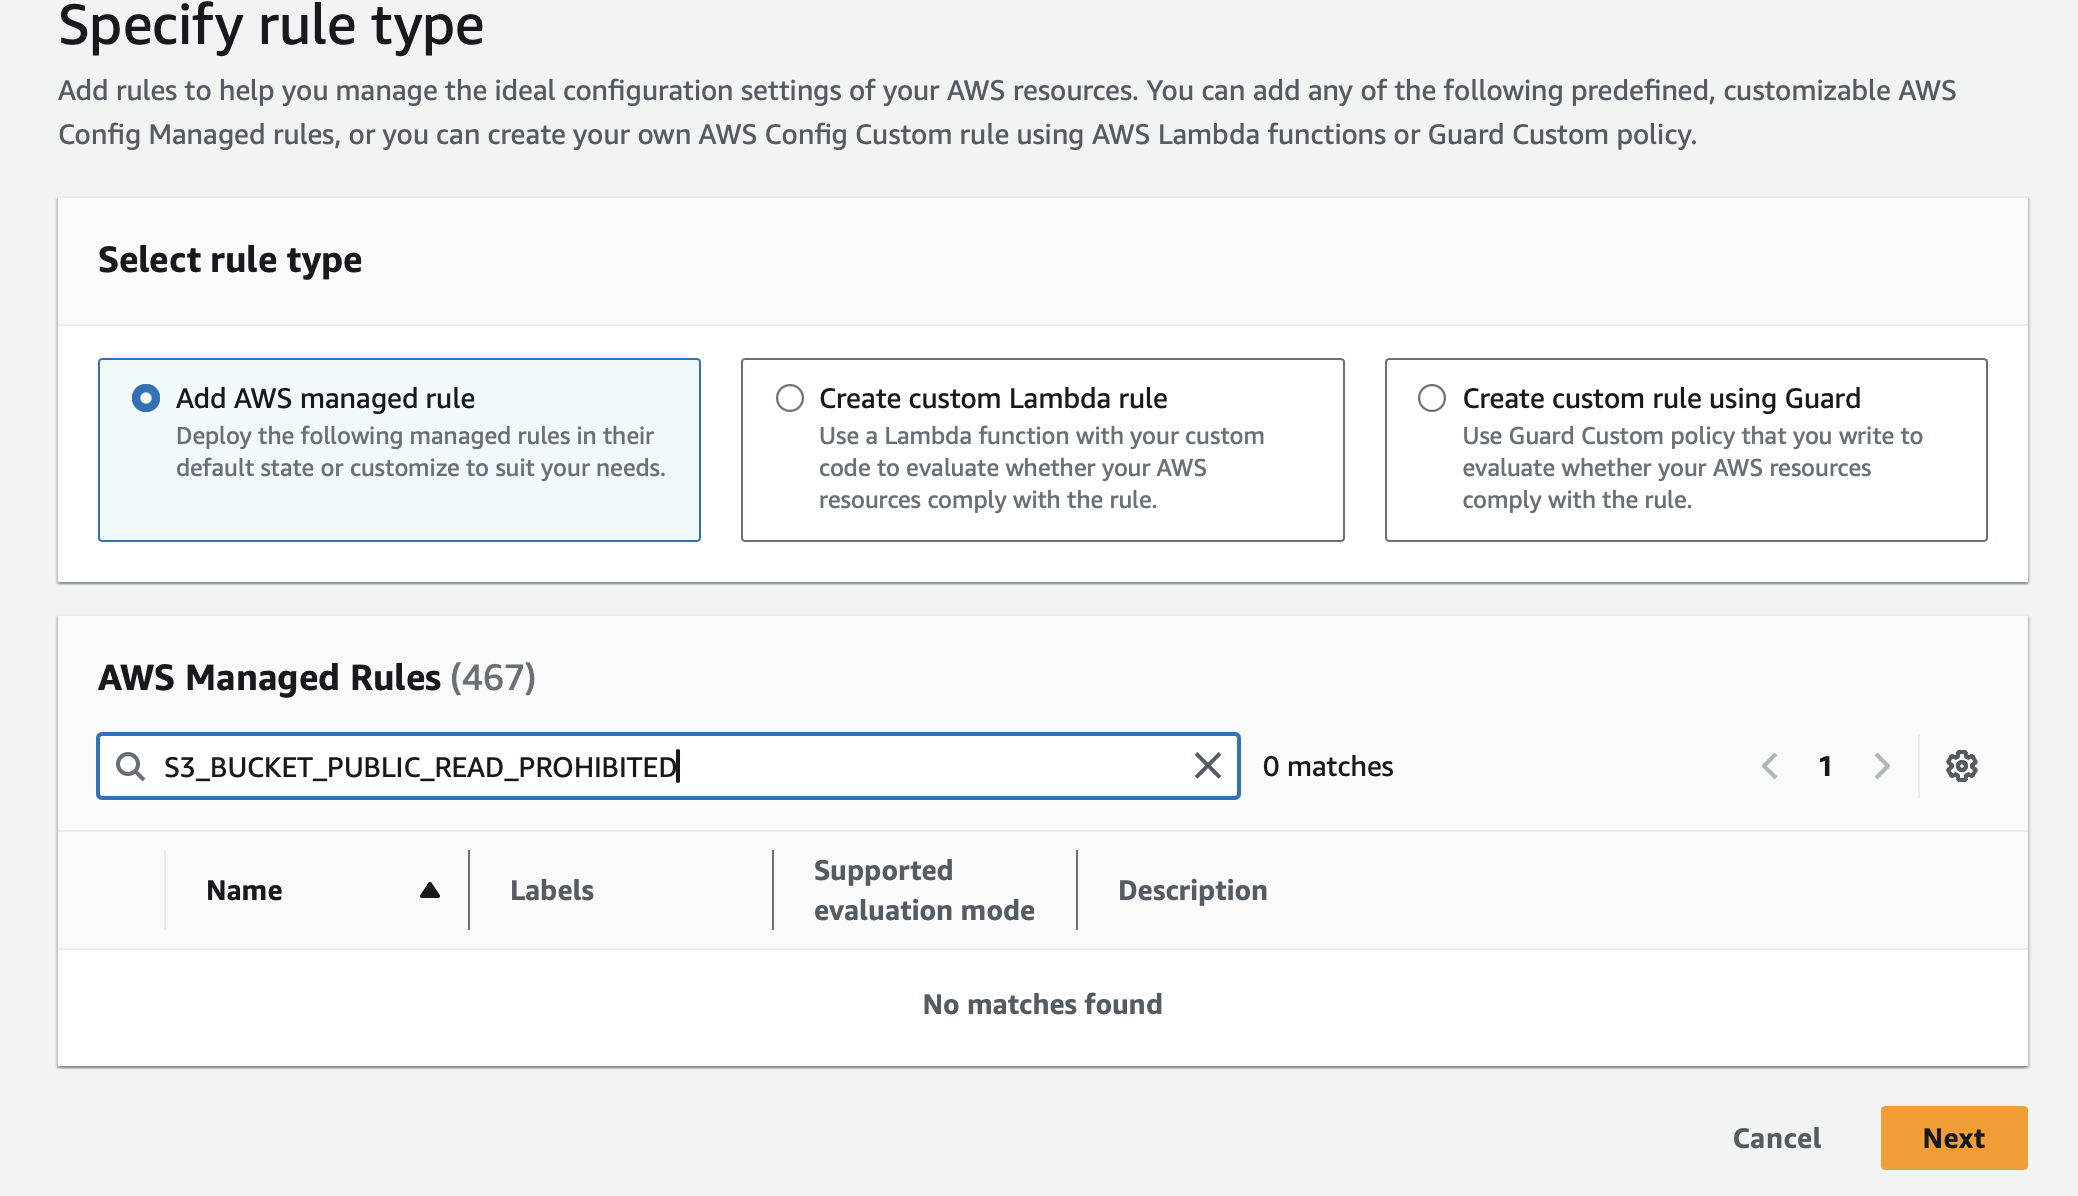 Specify rule type
Add rules to help you manage the ideal configuration settings of your AWS resources. You can add any of the following predefined, customizable AWS
Config Managed rules, or you can create your own AWS Config Custom rule using AWS Lambda functions or Guard Custom policy.
Select rule type
Add AWS managed rule
Deploy the following managed rules in their
default state or customize to suit your needs.
Create custom Lambda rule
Use a Lambda function with your custom
code to evaluate whether your AWS
resources comply with the rule.
Create custom rule using Guard
Use Guard Custom policy that you write to
evaluate whether your AWS resources
comply with the rule.
AWS Managed Rules (467)
S3_BUCKET_PUBLIC_READ_PROHIBITED
0 matches
1
Name
Labels
Supported
evaluation mode
Description
No matches found
Cancel
Next